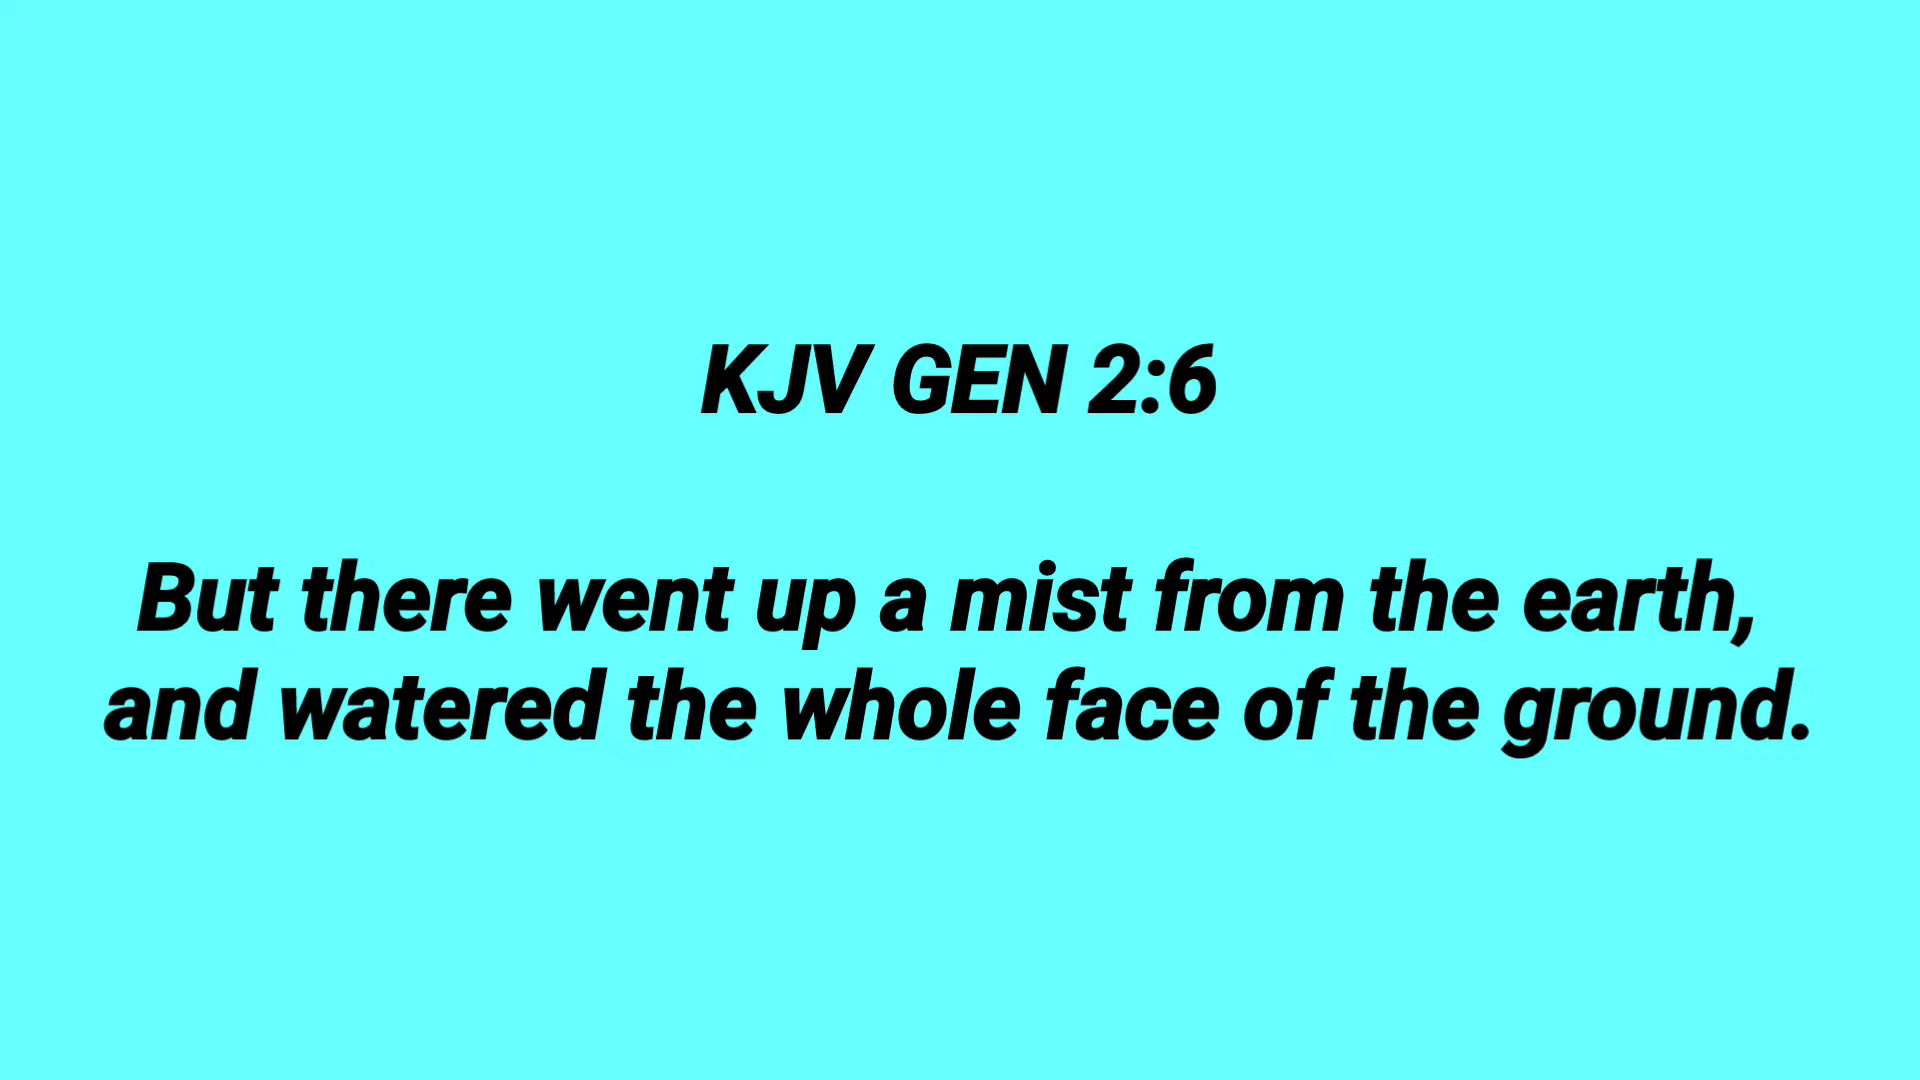 KJV GEN 2:6
But there went up a mist from the earth,
and watered the whole face of the ground.